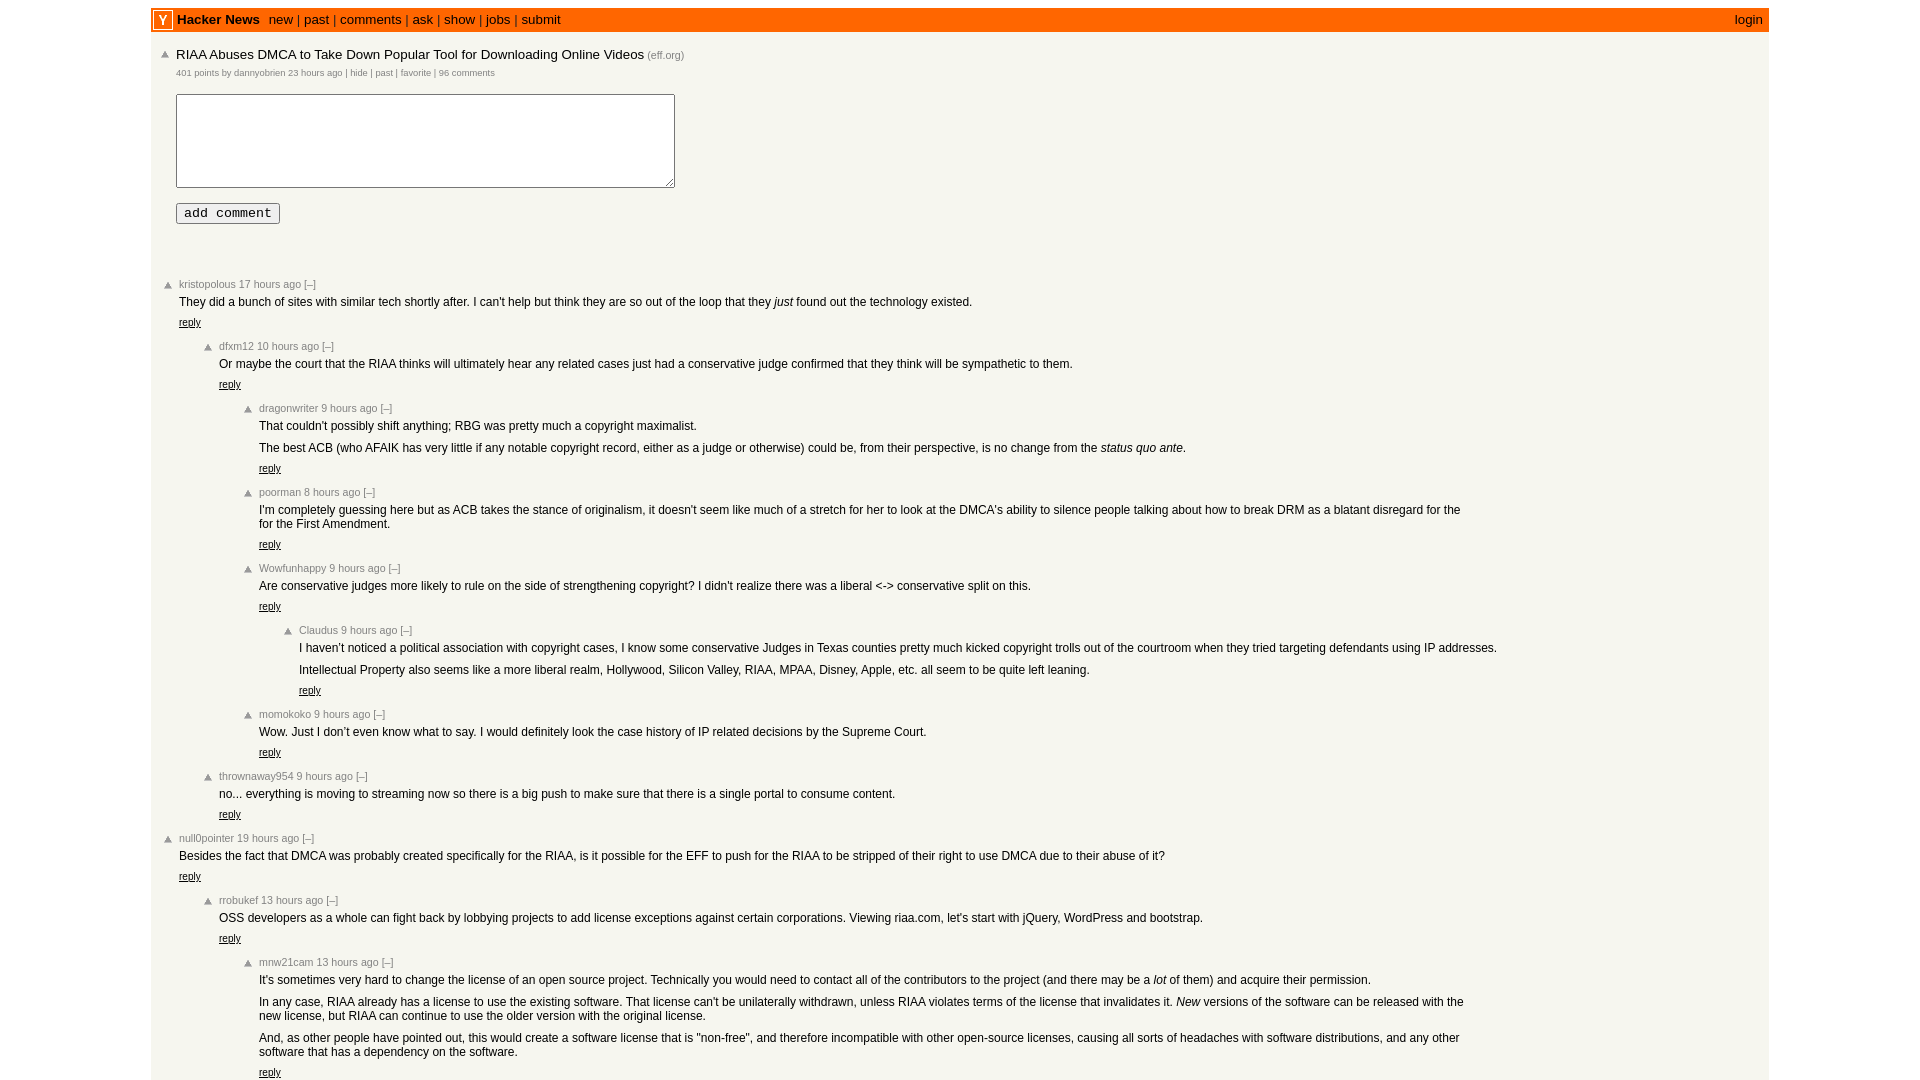 Y Hacker News new | past | comments | ask | show | jobs | submit login
RIAA Abuses DMCA to Take Down Popular Tool for Downloading Online Videos (eff.org)
401 points by dannyobrien 23 hours ago | hide | past | favorite | 96 comments
add comment
kristopolous 17 hours ago [–]
They did a bunch of sites with similar tech shortly after. I can't help but think they are so out of the loop that they just found out the technology existed.
reply
dfxm12 10 hours ago [–]
Or maybe the court that the RIAA thinks will ultimately hear any related cases just had a conservative judge confirmed that they think will be sympathetic to them.
reply
dragonwriter 9 hours ago [–]
That couldn't possibly shift anything; RBG was pretty much a copyright maximalist.
The best ACB (who AFAIK has very little if any notable copyright record, either as a judge or otherwise) could be, from their perspective, is no change from the status quo ante.
reply
poorman 8 hours ago [–]
I'm completely guessing here but as ACB takes the stance of originalism, it doesn't seem like much of a stretch for her to look at the DMCA's ability to silence people talking about how to break DRM as a blatant disregard for the
for the First Amendment.
reply
Wowfunhappy 9 hours ago [–]
Are conservative judges more likely to rule on the side of strengthening copyright? I didn't realize there was a liberal <-> conservative split on this.
reply
Claudus 9 hours ago [–]
I haven't noticed a political association with copyright cases, I know some conservative Judges in Texas counties pretty much kicked copyright trolls out of the courtroom when they tried targeting defendants using IP addresses.
Intellectual Property also seems like a more liberal realm, Hollywood, Silicon Valley, RIAA, MPAA, Disney, Apple, etc. all seem to be quite left leaning.
reply
momokoko 9 hours ago [–]
Wow. Just I don’t even know what to say. I would definitely look the case history of IP related decisions by the Supreme Court.
reply
thrownaway954 9 hours ago [–]
no... everything is moving to streaming now so there is a big push to make sure that there is a single portal to consume content.
reply
null0pointer 19 hours ago [–]
Besides the fact that DMCA was probably created specifically for the RIAA, is it possible for the EFF to push for the RIAA to be stripped of their right to use DMCA due to their abuse of it?
reply
rrobukef 13 hours ago [–]
OSS developers as a whole can fight back by lobbying projects to add license exceptions against certain corporations. Viewing riaa.com, let's start with jQuery, WordPress and bootstrap.
reply
mnw21cam 13 hours ago [–]
It's sometimes very hard to change the license of an open source project. Technically you would need to contact all of the contributors to the project (and there may be a lot of them) and acquire their permission.
In any case, RIAA already has a license to use the existing software. That license can't be unilaterally withdrawn, unless RIAA violates terms of the license that invalidates it. New versions of the software can be released with the
new license, but RIAA can continue to use the older version with the original license.
And, as other people have pointed out, this would create a software license that is "non-free", and therefore incompatible with other open-source licenses, causing all sorts of headaches with software distributions, and any other
software that has a dependency on the software.
reply